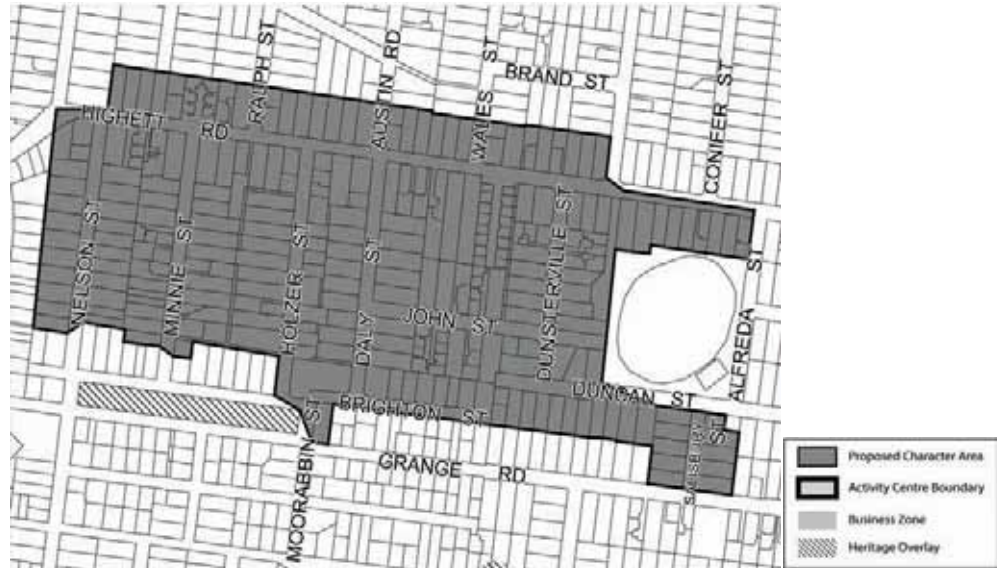 RALPH ST
AUSTIN RD
WALES ST
BRAND ST
CONIFER ST
HIGHETT RD
NELSON ST
MINNIE ST
HOLZER ST
DALY ST
JOHN ST
DUNSTERVILLE ST
ALFREDA ST
DUNCAN ST
BRIGHTON ST
SALISBURY ST
GRANGE RD
MOORABBIN ST
Proposed Character Area
Activity Centre Boundary
Business Zone
Heritage Overlay